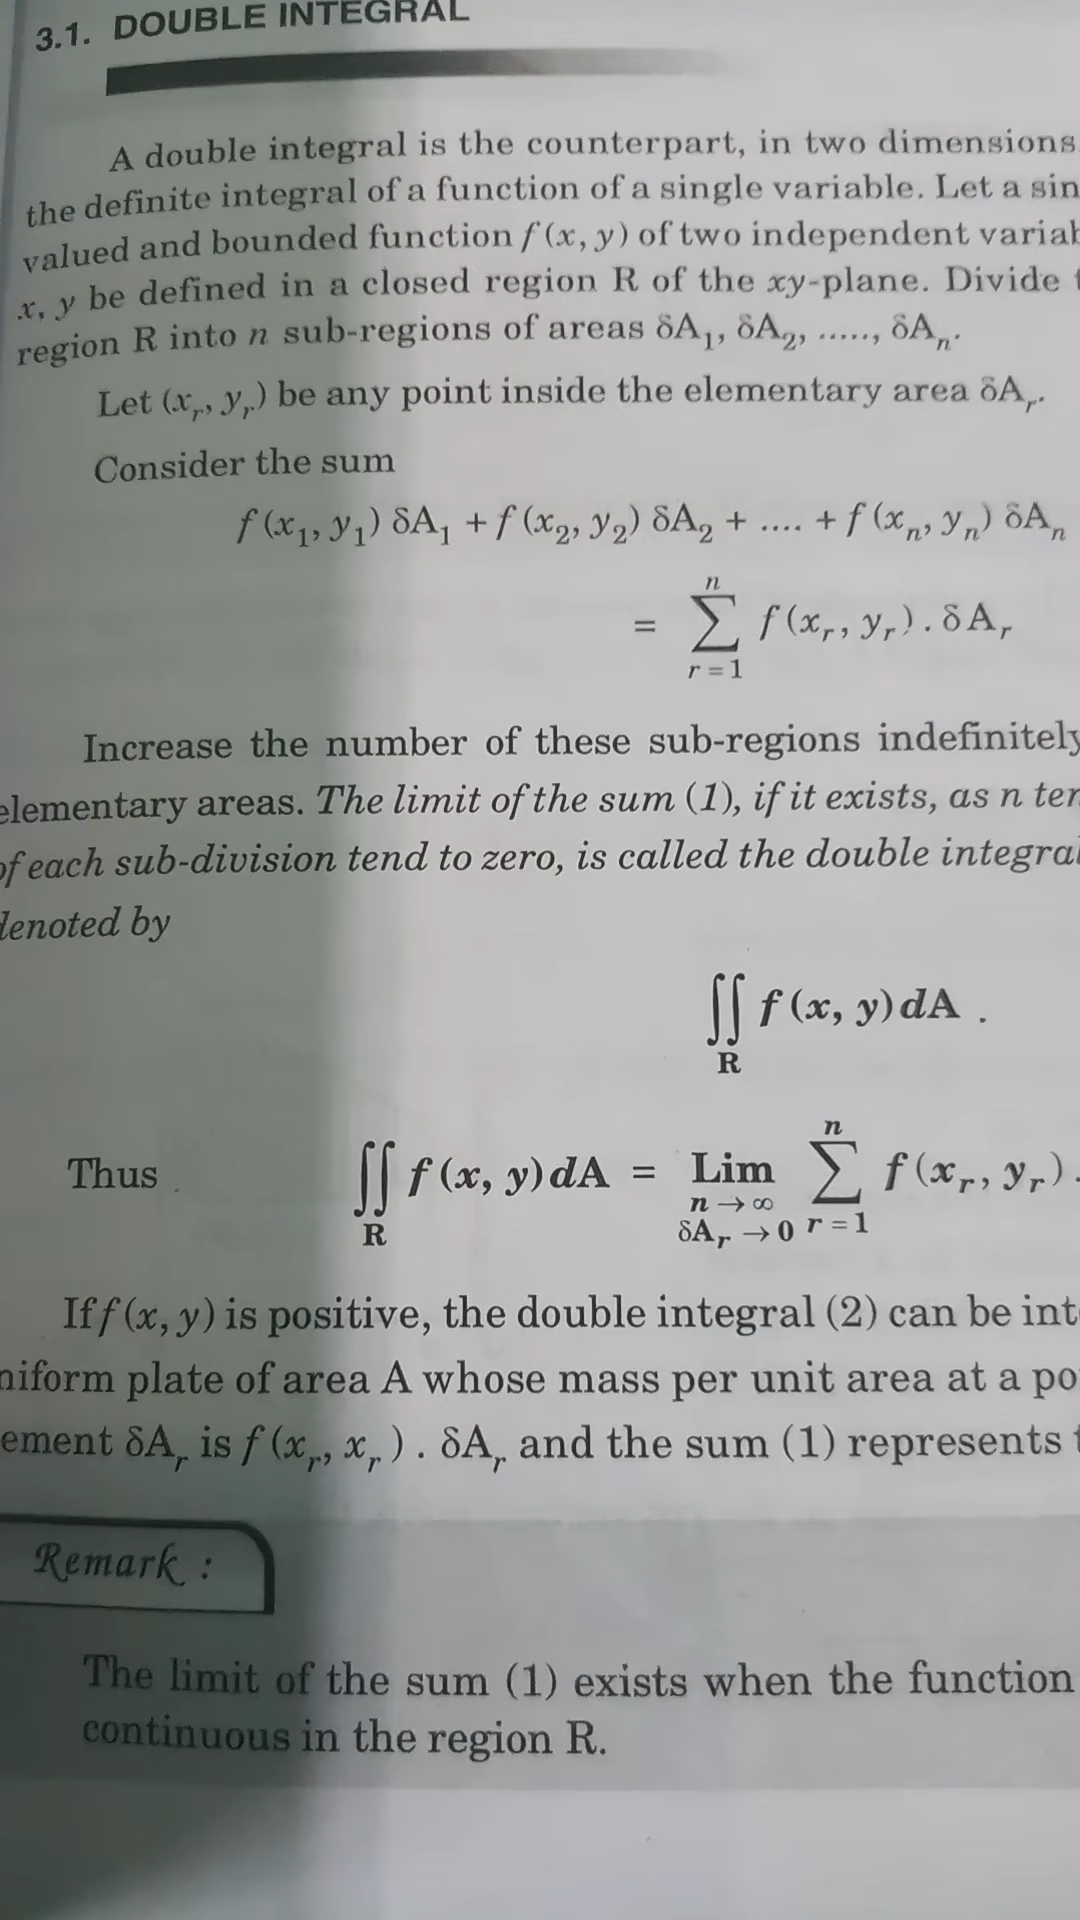 3.1. DOUBLE INTEGRAL
A double integral is the counterpart, in two dimensions
the definite integral of a function of a single variable. Let a
valued and bounded function f (x, y) of two independent
x, y be defined in a closed region R of the xy-plane. Divide
region R into n sub-regions of areas δA₁, δA₂, ....., δAₙ.
Let (xᵣ, yᵣ) be any point inside the elementary area δAᵣ.
Consider the sum
f (x₁, y₁) δA₁ + f (x₂, y₂) δA₂ + .... + f (xₙ, yₙ) δAₙ
= ∑ₙ r = 1 f (xᵣ, yᵣ) . δAᵣ
Increase the number of these sub-regions indefinitely
elementary areas. The limit of the sum (1), if it exists, as n
of each sub-division tend to zero, is called the double integral
denoted by
∬ R f (x, y) dA .
Thus ∬ R f (x, y) dA = Lim n → ∞ δAᵣ → 0 ∑ n r = 1 f (xᵣ, yᵣ) .
If f (x, y) is positive, the double integral (2) can be
plate of area A whose mass per unit area at a
δAᵣ is f (xᵣ, xᵣ) . δAᵣ and the sum (1) represents
Remark :
The limit of the sum (1) exists when the function
continuous in the region R.